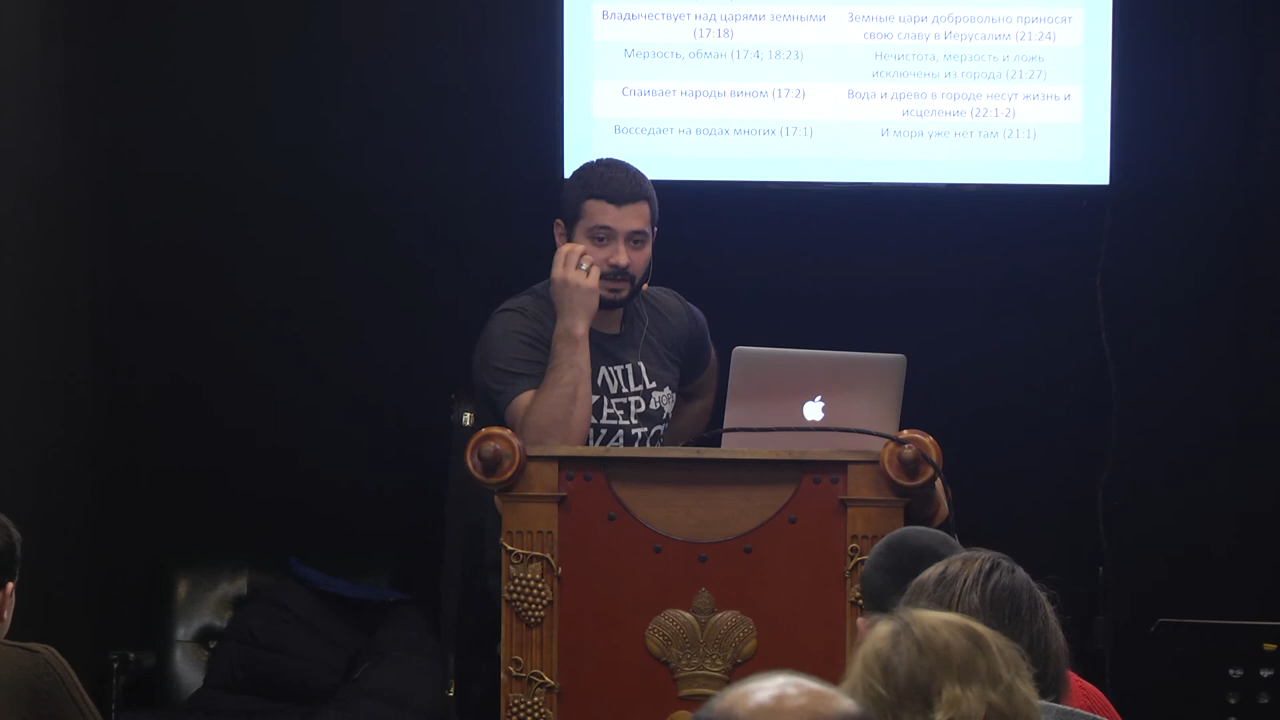 Владычествует над царями земными
(17:18)
Земные цари добровольно приносят
свою славу в Иерусалим (21:24)
Мерзость, обман (17:4; 18:23)
Нечистота, мерзость и ложь
исключены из города (21:27)
Спаивает народы вином (17:2)
Вода и древо в городе несут жизнь и
исцеление (22:1-2)
Восседает на водах многих (17:1)
И моря уже нет там (21:1)
WILL
KEEP
HOPE
WATC